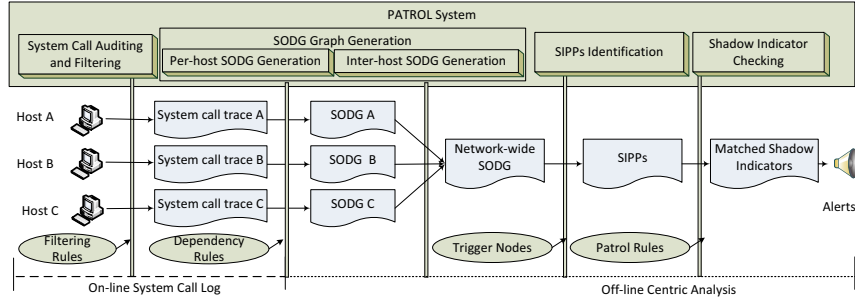 PATROL System
System Call Auditing
and Filtering
SODG Graph Generation
Per-host SODG Generation
Inter-host SODG Generation
SIPPs Identification
Shadow Indicator
Checking
Host A
System call trace A
SODG A
Host B
System call trace B
SODG B
Network-wide
SODG
SIPPs
Matched Shadow
Indicators
Host C
System call trace C
SODG C
Alerts
Filtering
Rules
Dependency
Rules
Trigger Nodes
Patrol Rules
On-line System Call Log
Off-line Centric Analysis